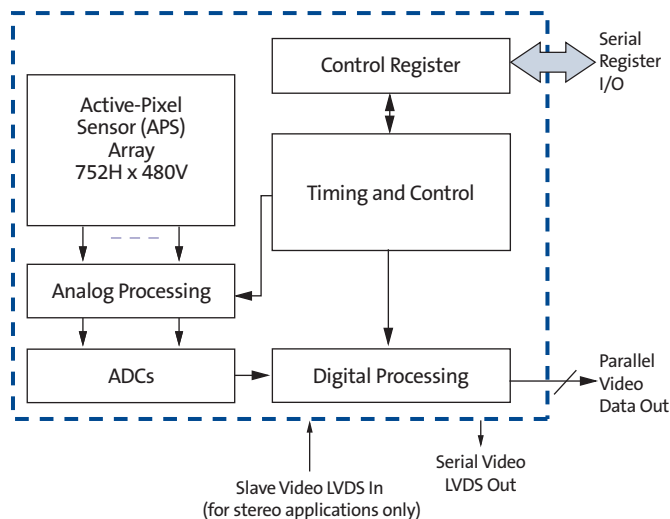 Control Register
Serial
Register
I/O
Active-Pixel
Sensor (APS)
Array
752H x 480V
Timing and Control
Analog Processing
ADCs
Digital Processing
Parallel
Video
Data Out
Slave Video LVDS In
(for stereo applications only)
Serial Video
LVDS Out